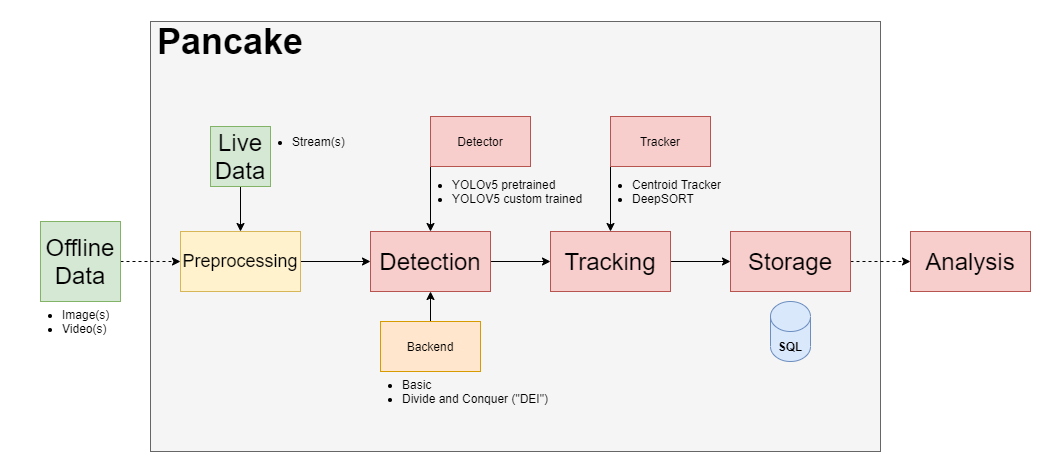 Pancake
Live
Data
Stream(s)
Detector
YOLOv5 pretrained
YOLOV5 custom trained
Tracker
Centroid Tracker
DeepSORT
Offline
Data
Image(s)
Video(s)
Preprocessing
Detection
Tracking
Storage
Analysis
SQL
Backend
Basic
Divide and Conquer ("DEI")